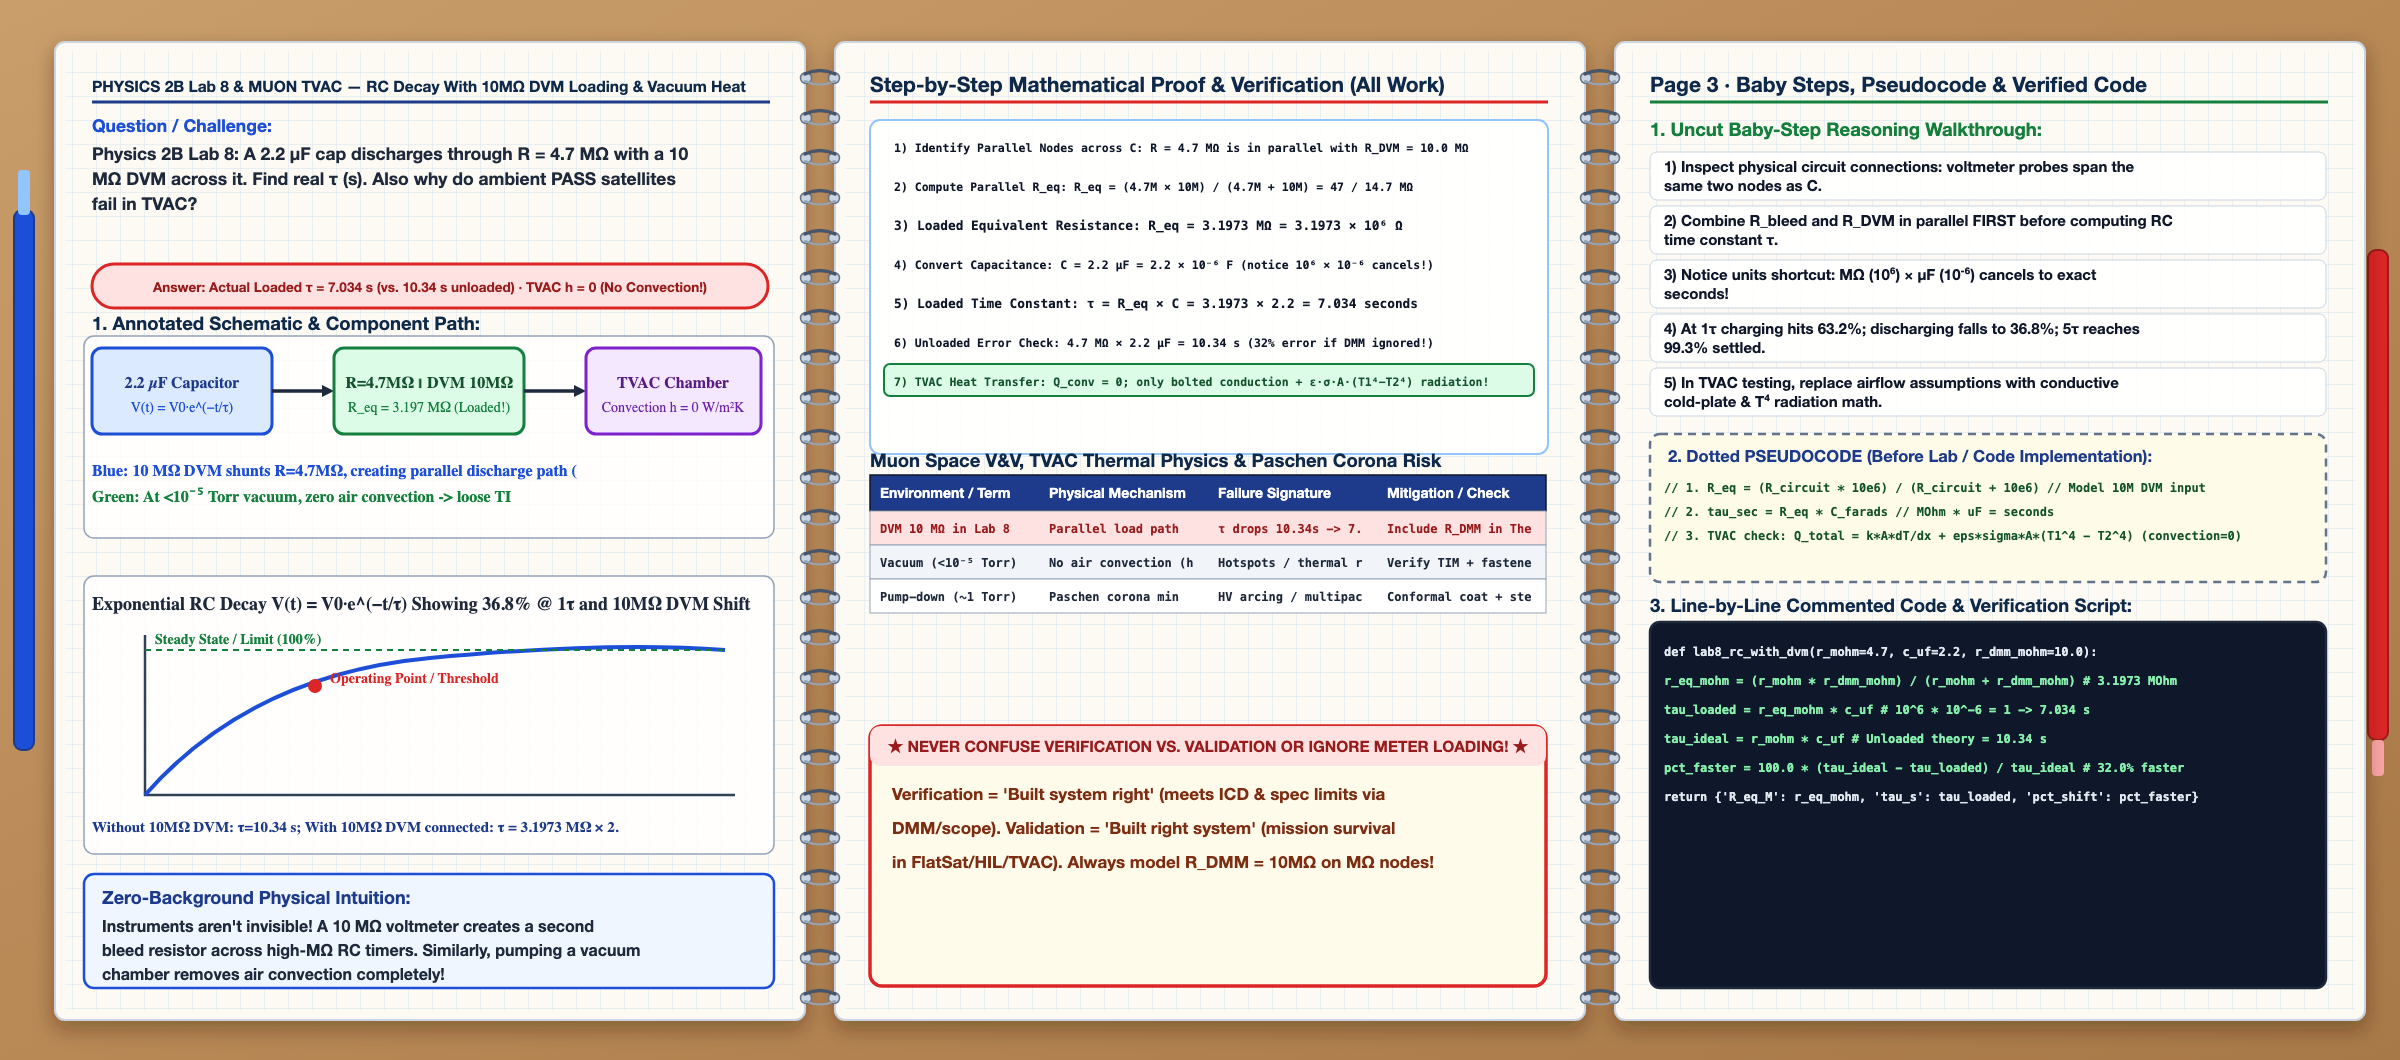 PHYSICS 2B Lab 8 & MUON TVAC — RC Decay With 10MΩ DVM Loading & Vacuum Heat
Question / Challenge:
Physics 2B Lab 8: A 2.2 µF cap discharges through R = 4.7 MΩ with a 10
MΩ DVM across it. Find real τ (s). Also why do ambient PASS satellites
fail in TVAC?
Answer: Actual Loaded τ = 7.034 s (vs. 10.34 s unloaded) · TVAC h = 0 (No Convection!)
1. Annotated Schematic & Component Path:
2.2 µF Capacitor
V(t) = V0·e^(−t/τ)
R=4.7MΩ ∥ DVM 10MΩ
R_eq = 3.197 MΩ (Loaded!)
TVAC Chamber
Convection h = 0 W/m²K
Blue: 10 MΩ DVM shunts R=4.7MΩ, creating parallel discharge path (
Green: At <10⁻⁵ Torr vacuum, zero air convection -> loose TI
Exponential RC Decay V(t) = V0·e^(−t/τ) Showing 36.8% @ 1τ and 10MΩ DVM Shift
Steady State / Limit (100%)
Operating Point / Threshold
Without 10MΩ DVM: τ=10.34 s; With 10MΩ DVM connected: τ = 3.1973 MΩ × 2.
Zero-Background Physical Intuition:
Instruments aren't invisible! A 10 MΩ voltmeter creates a second
bleed resistor across high-MΩ RC timers. Similarly, pumping a vacuum
chamber removes air convection completely!
Step-by-Step Mathematical Proof & Verification (All Work)
1) Identify Parallel Nodes across C: R = 4.7 MΩ is in parallel with R_DVM = 10.0 MΩ
2) Compute Parallel R_eq: R_eq = (4.7M × 10M) / (4.7M + 10M) = 47 / 14.7 MΩ
3) Loaded Equivalent Resistance: R_eq = 3.1973 MΩ = 3.1973 × 10⁶ Ω
4) Convert Capacitance: C = 2.2 µF = 2.2 × 10⁻⁶ F (notice 10⁶ × 10⁻⁶ cancels!)
5) Loaded Time Constant: τ = R_eq × C = 3.1973 × 2.2 = 7.034 seconds
6) Unloaded Error Check: 4.7 MΩ × 2.2 µF = 10.34 s (32% error if DMM ignored!)
7) TVAC Heat Transfer: Q_conv = 0; only bolted conduction + ε·σ·A·(T1⁴−T2⁴) radiation!
Muon Space V&V, TVAC Thermal Physics & Paschen Corona Risk
Environment / Term Physical Mechanism Failure Signature Mitigation / Check
DVM 10 MΩ in Lab 8 Parallel load path τ drops 10.34s −> 7. Include R_DMM in The
Vacuum (<10⁻⁵ Torr) No air convection (h Hotspots / thermal r Verify TIM + fastene
Pump−down (~1 Torr) Paschen corona min HV arcing / multipac Conformal coat + ste
★ NEVER CONFUSE VERIFICATION VS. VALIDATION OR IGNORE METER LOADING! ★
Verification = 'Built system right' (meets ICD & spec limits via
DMM/scope). Validation = 'Built right system' (mission survival
in FlatSat/HIL/TVAC). Always model R_DMM = 10MΩ on MΩ nodes!
Page 3 · Baby Steps, Pseudocode & Verified Code
1. Uncut Baby-Step Reasoning Walkthrough:
1) Inspect physical circuit connections: voltmeter probes span the
same two nodes as C.
2) Combine R_bleed and R_DVM in parallel FIRST before computing RC
time constant τ.
3) Notice units shortcut: MΩ (10⁶) × µF (10⁻⁶) cancels to exact
seconds!
4) At 1τ charging hits 63.2%; discharging falls to 36.8%; 5τ reaches
99.3% settled.
5) In TVAC testing, replace airflow assumptions with conductive
cold-plate & T⁴ radiation math.
2. Dotted PSEUDOCODE (Before Lab / Code Implementation):
// 1. R_eq = (R_circuit * 10e6) / (R_circuit + 10e6) // Model 10M DVM input
// 2. tau_sec = R_eq * C_farads // MOhm * uF = seconds
// 3. TVAC check: Q_total = k*A*dT/dx + eps*sigma*A*(T1^4 − T2^4) (convection=0)
3. Line-by-Line Commented Code & Verification Script:
def lab8_rc_with_dvm(r_mohm=4.7, c_uf=2.2, r_dmm_mohm=10.0):
r_eq_mohm = (r_mohm * r_dmm_mohm) / (r_mohm + r_dmm_mohm) # 3.1973 MOhm
tau_loaded = r_eq_mohm * c_uf # 10^6 * 10^−6 = 1 −> 7.034 s
tau_ideal = r_mohm * c_uf # Unloaded theory = 10.34 s
pct_faster = 100.0 * (tau_ideal − tau_loaded) / tau_ideal # 32.0% faster
return {'R_eq_M': r_eq_mohm, 'tau_s': tau_loaded, 'pct_shift': pct_faster}